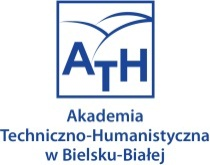 ATH
Akademia
Techniczno-Humanistyczna
w Bielsku-Białej